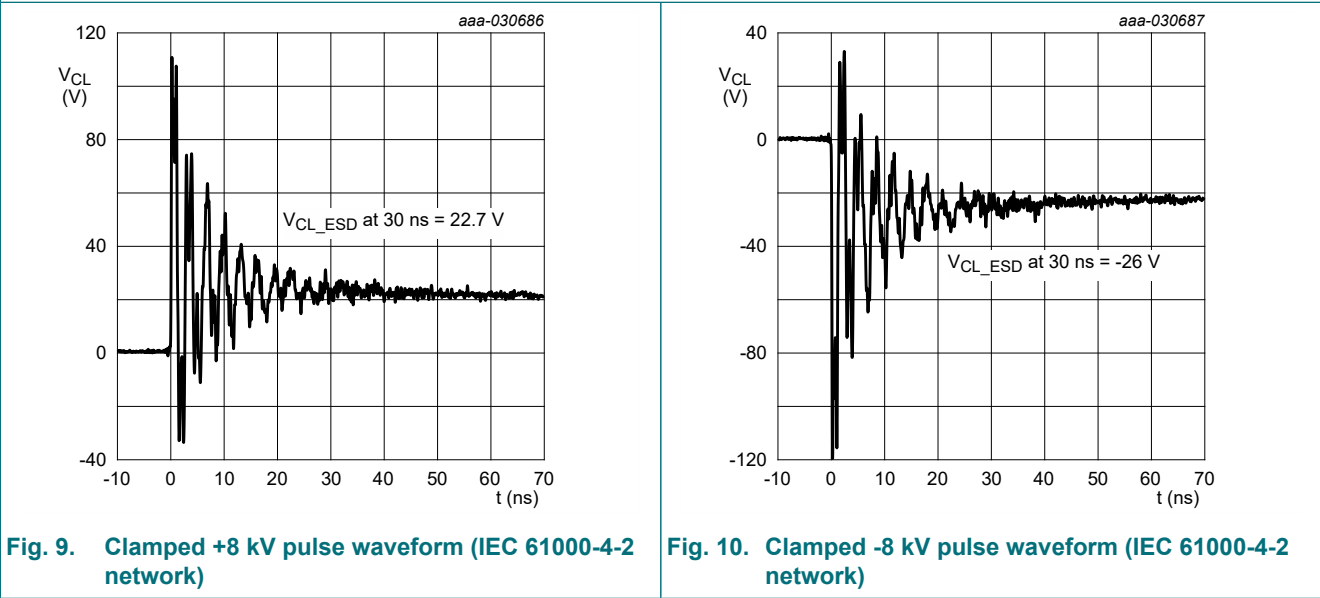 aaa-030686
120
80
40
0
-40
VCL
(V)
VCL_ESD at 30 ns = 22.7 V
-10 0 10 20 30 40 50 60 70
t (ns)
Fig. 9. Clamped +8 kV pulse waveform (IEC 61000-4-2
network)
aaa-030687
40
0
-40
-80
-120
VCL
(V)
VCL_ESD at 30 ns = -26 V
-10 0 10 20 30 40 50 60 70
t (ns)
Fig. 10. Clamped -8 kV pulse waveform (IEC 61000-4-2
network)